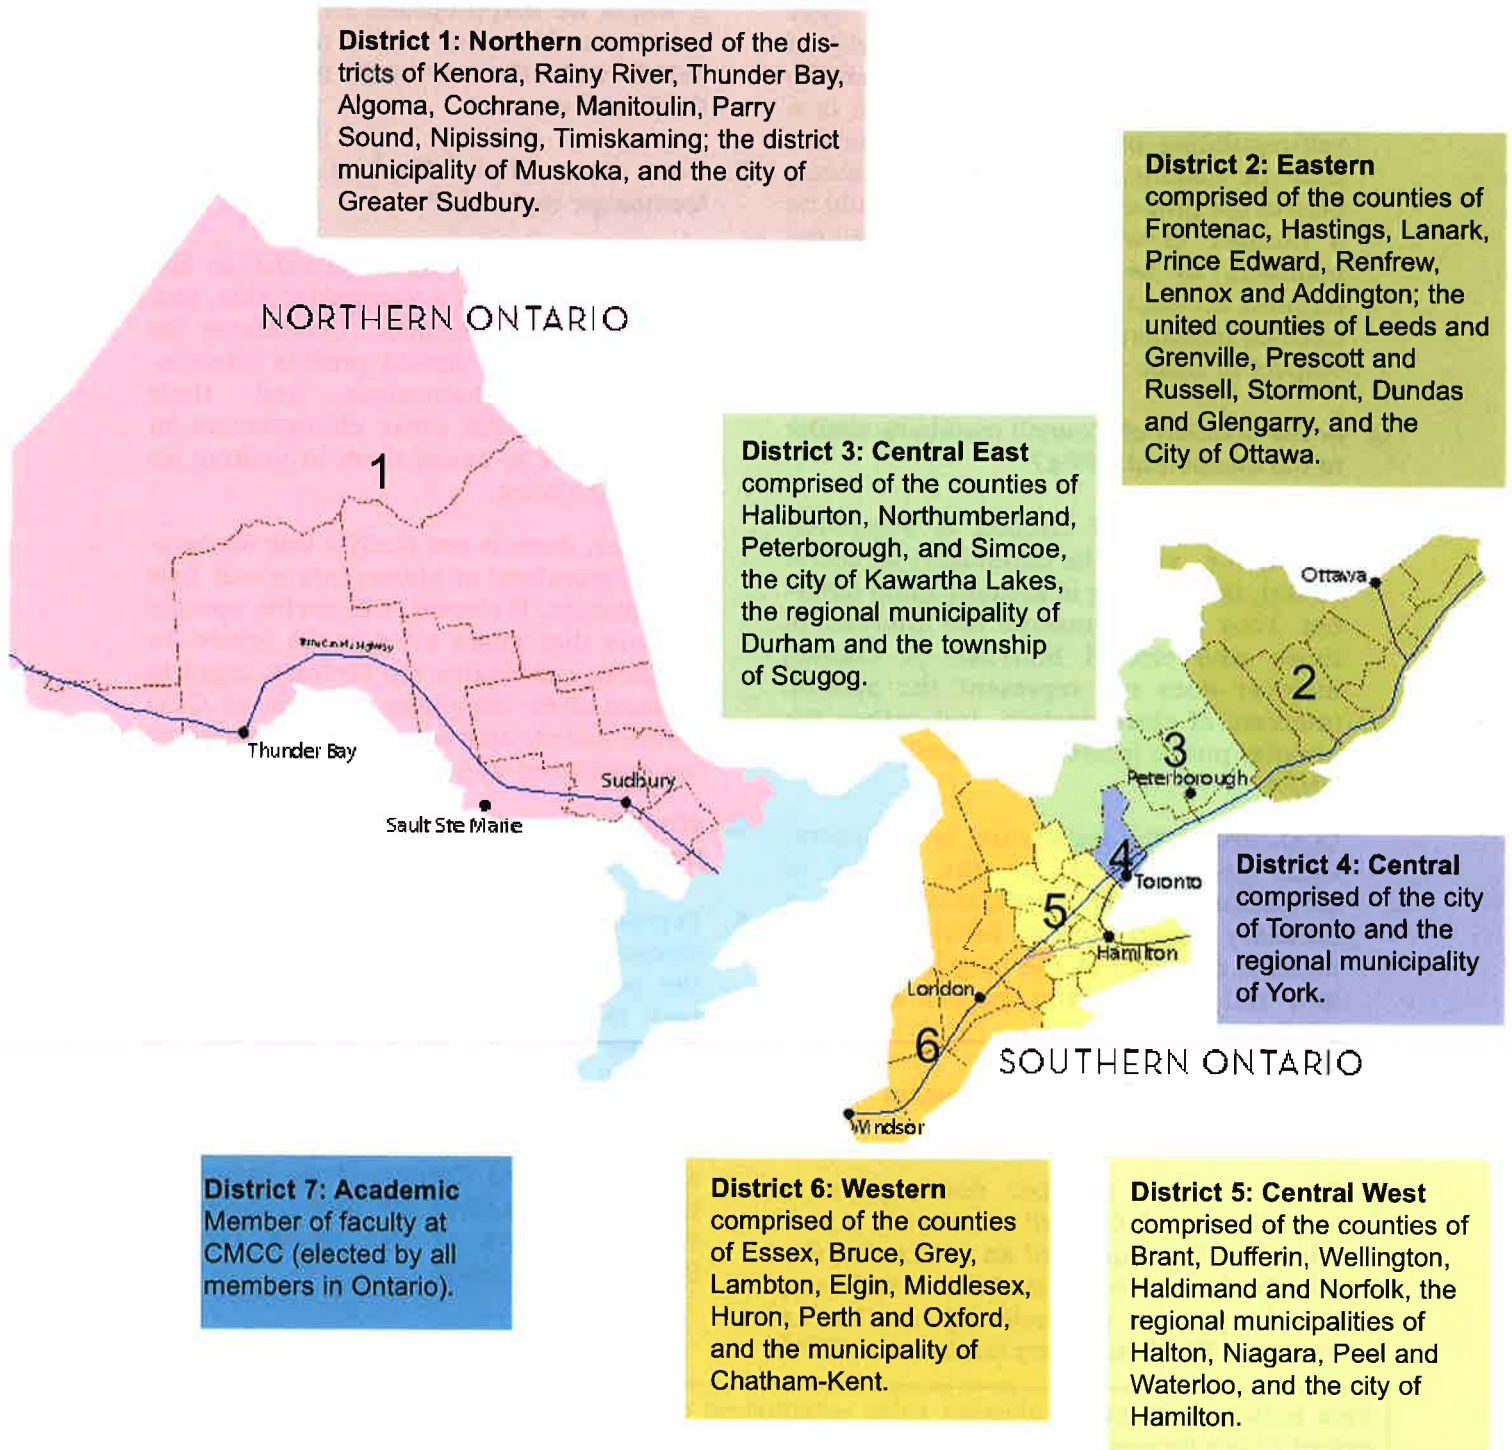 District 1: Northern comprised of the dis-
tricts of Kenora, Rainy River, Thunder Bay,
Algoma, Cochrane, Manitoulin, Parry
Sound, Nipissing, Timiskaming; the district
municipality of Muskoka, and the city of
Greater Sudbury.
District 2: Eastern
comprised of the counties of
Frontenac, Hastings, Lanark,
Prince Edward, Renfrew,
Lennox and Addington; the
united counties of Leeds and
Grenville, Prescott and
Russell, Stormont, Dundas
and Glengarry, and the
City of Ottawa.
NORTHERN ONTARIO
1
District 3: Central East
comprised of the counties of
Haliburton, Northumberland,
Peterborough, and Simcoe,
the city of Kawartha Lakes,
the regional municipality of
Durham and the township
of Scugog.
Ottawa
2
3
Peterborough
Thunder Bay
Sudbury
Sault Ste Marie
4
Toronto
5
Hamilton
London
6
Windsor
District 4: Central
comprised of the city
of Toronto and the
regional municipality
of York.
SOUTHERN ONTARIO
District 7: Academic
Member of faculty at
CMCC (elected by all
members in Ontario).
District 6: Western
comprised of the counties
of Essex, Bruce, Grey,
Lambton, Elgin, Middlesex,
Huron, Perth and Oxford,
and the municipality of
Chatham-Kent.
District 5: Central West
comprised of the counties of
Brant, Dufferin, Wellington,
Haldimand and Norfolk, the
regional municipalities of
Halton, Niagara, Peel and
Waterloo, and the city of
Hamilton.